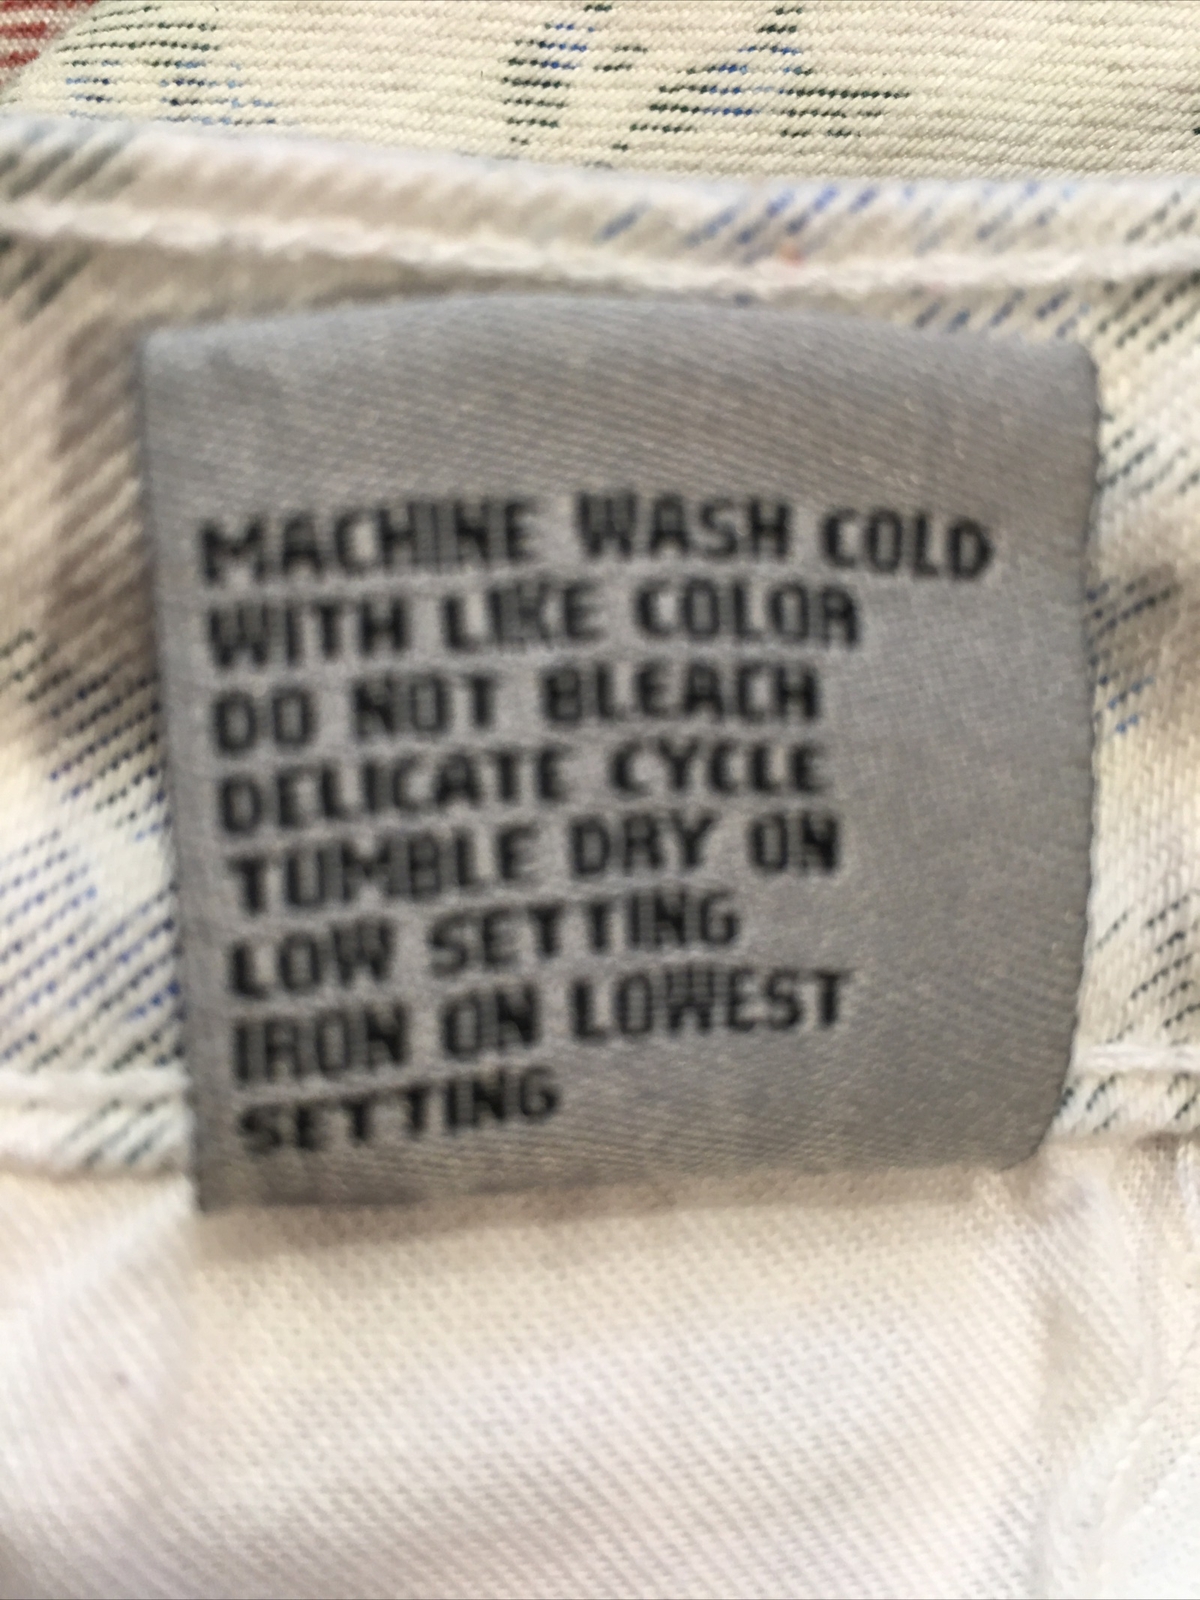 MACHINE WASH COLD
WITH LIKE COLOR
DO NOT BLEACH
DELICATE CYCLE
TUMBLE DRY ON
LOW SETTING
IRON ON LOWEST
SETTING